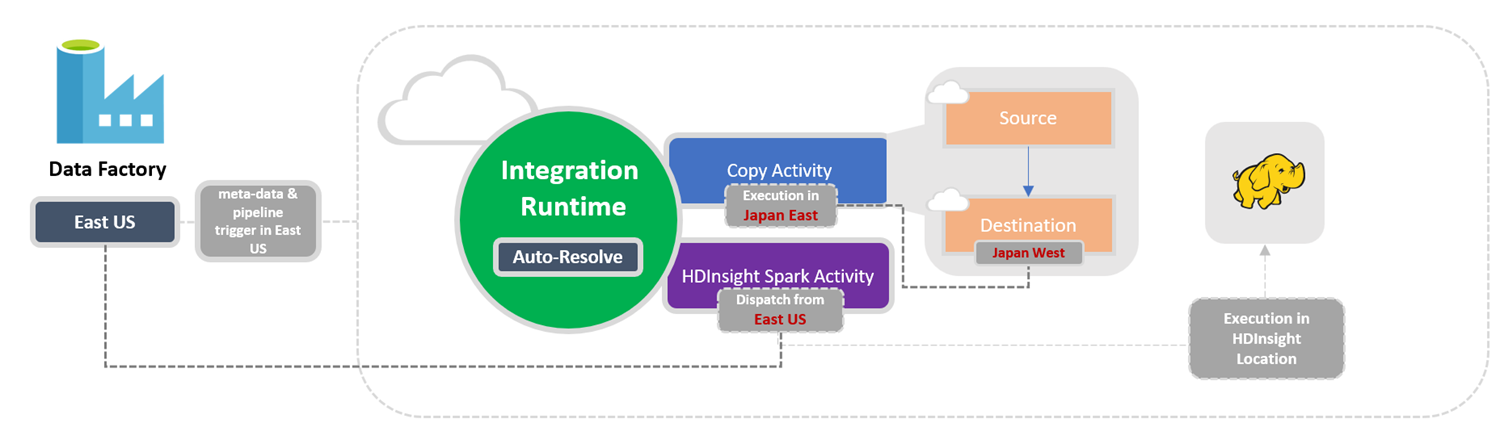 Data Factory
East US
meta-data &
pipeline
trigger in East
US
Integration
Runtime
Auto-Resolve
Copy Activity
Execution in
Japan East
HDInsight Spark Activity
Dispatch from
East US
Source
Destination
Japan West
Execution in
HDInsight
Location